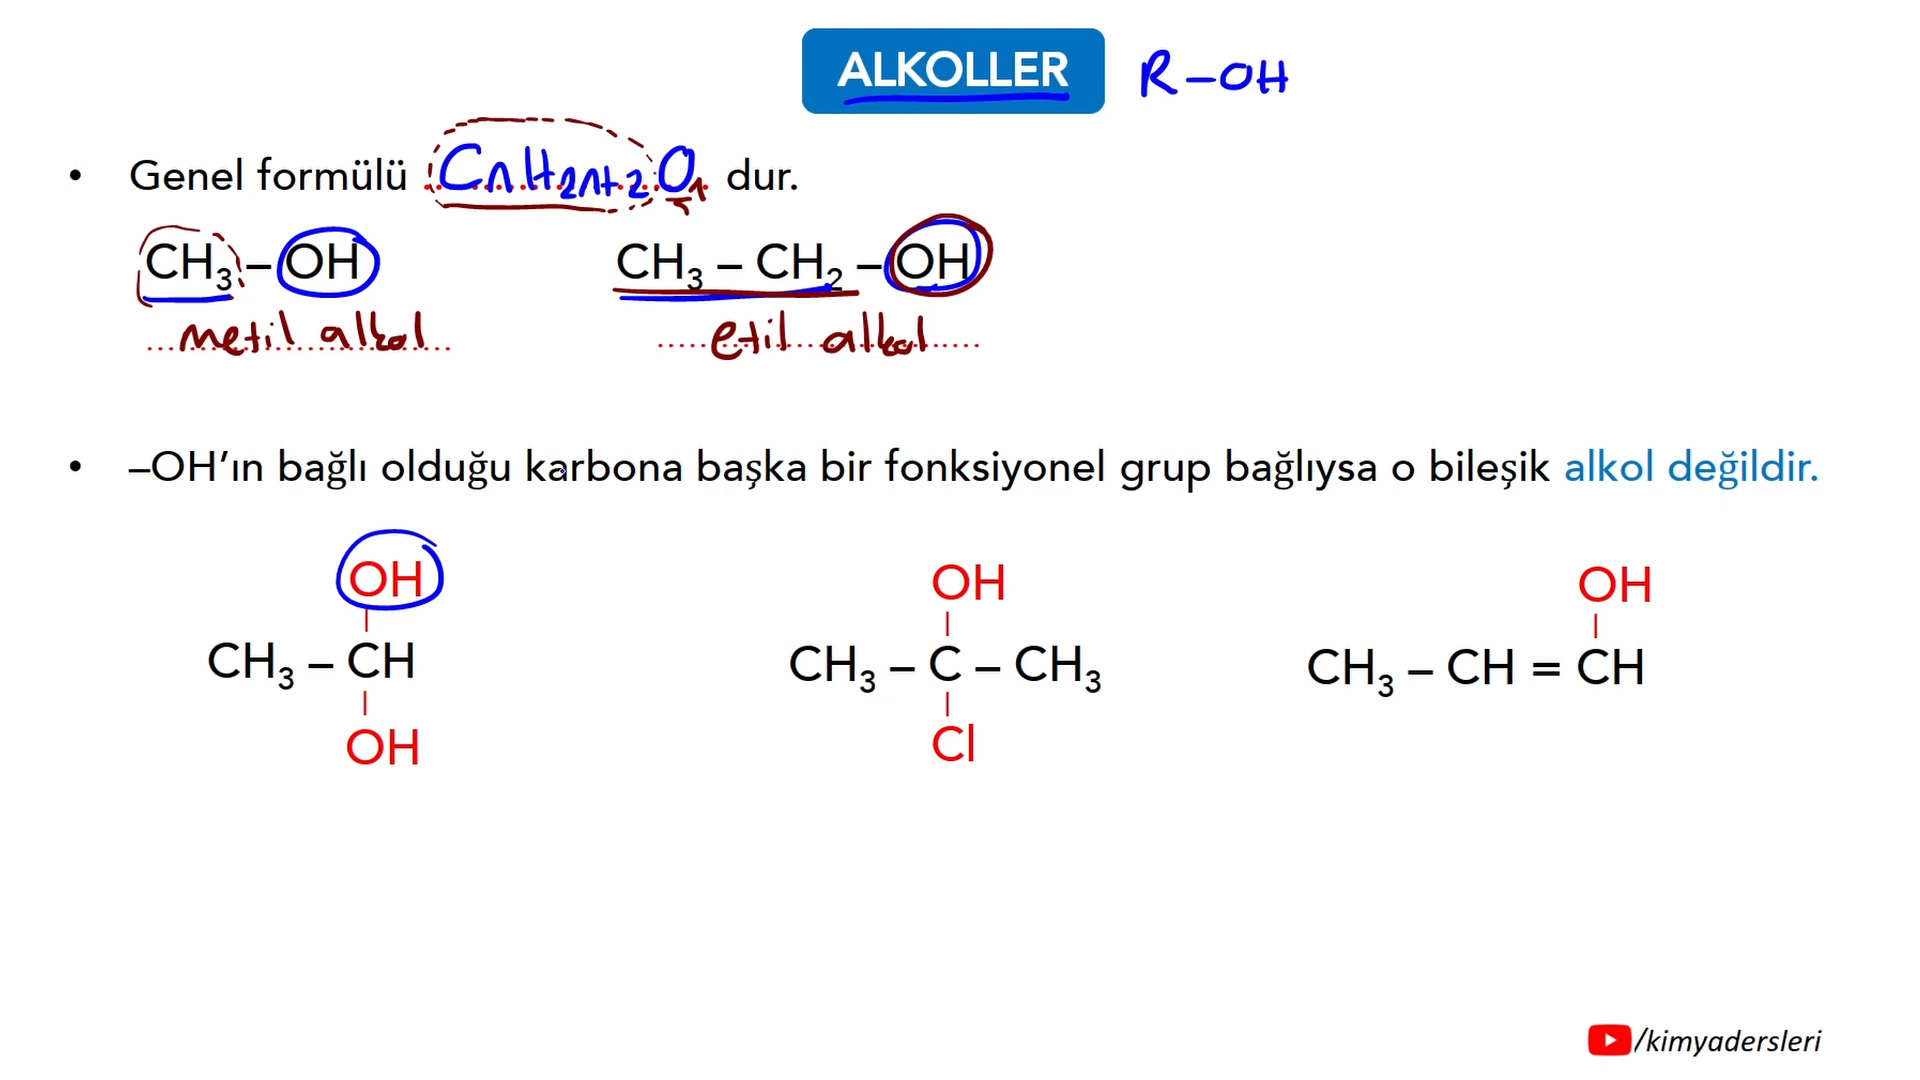 ALKOLLER R – OH
• Genel formülü CnH2n+2O1 dur.
CH3 – OH CH3 – CH2 – OH
metil alkol etil alkol
• –OH’ın bağlı olduğu karbona başka bir fonksiyonel grup bağlıysa o bileşik alkol değildir.
OH OH OH
CH3 – CH CH3 – C – CH3 CH3 – CH = CH
OH Cl
/kimyadersleri